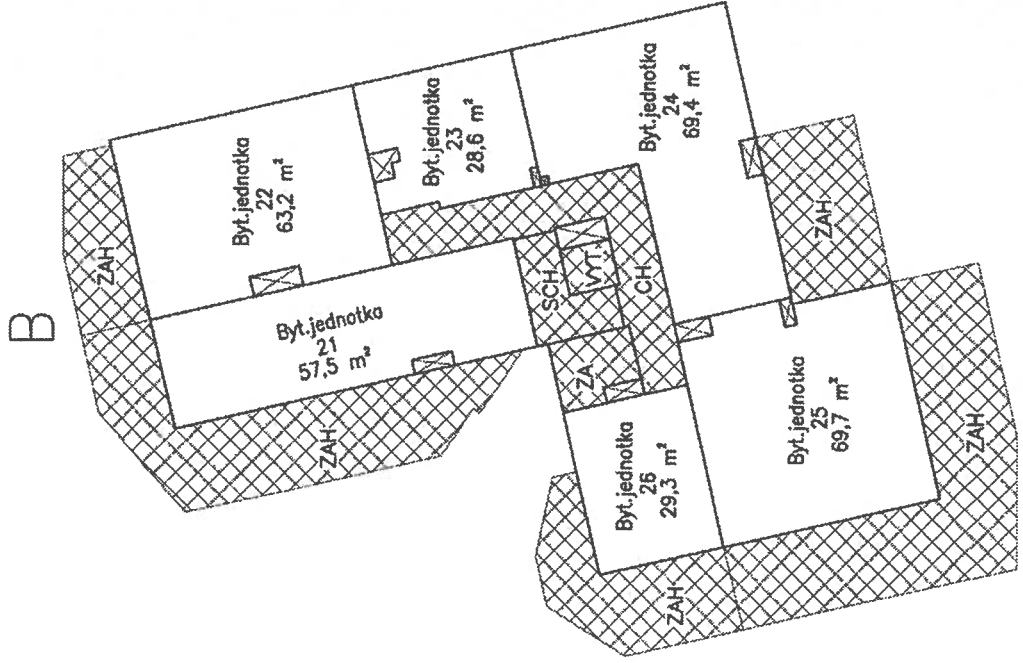 B
ZAH
Byt.jednotka
22
63,2 m²
Byt.jednotka
23
28,6 m²
Byt.jednotka
24
69,4 m²
Byt.jednotka
21
57,5 m²
SCH
VYT
CH
ZA
ZAH
ZAH
Byt.jednotka
26
29,3 m²
Byt.jednotka
25
69,7 m²
ZAH
ZAH